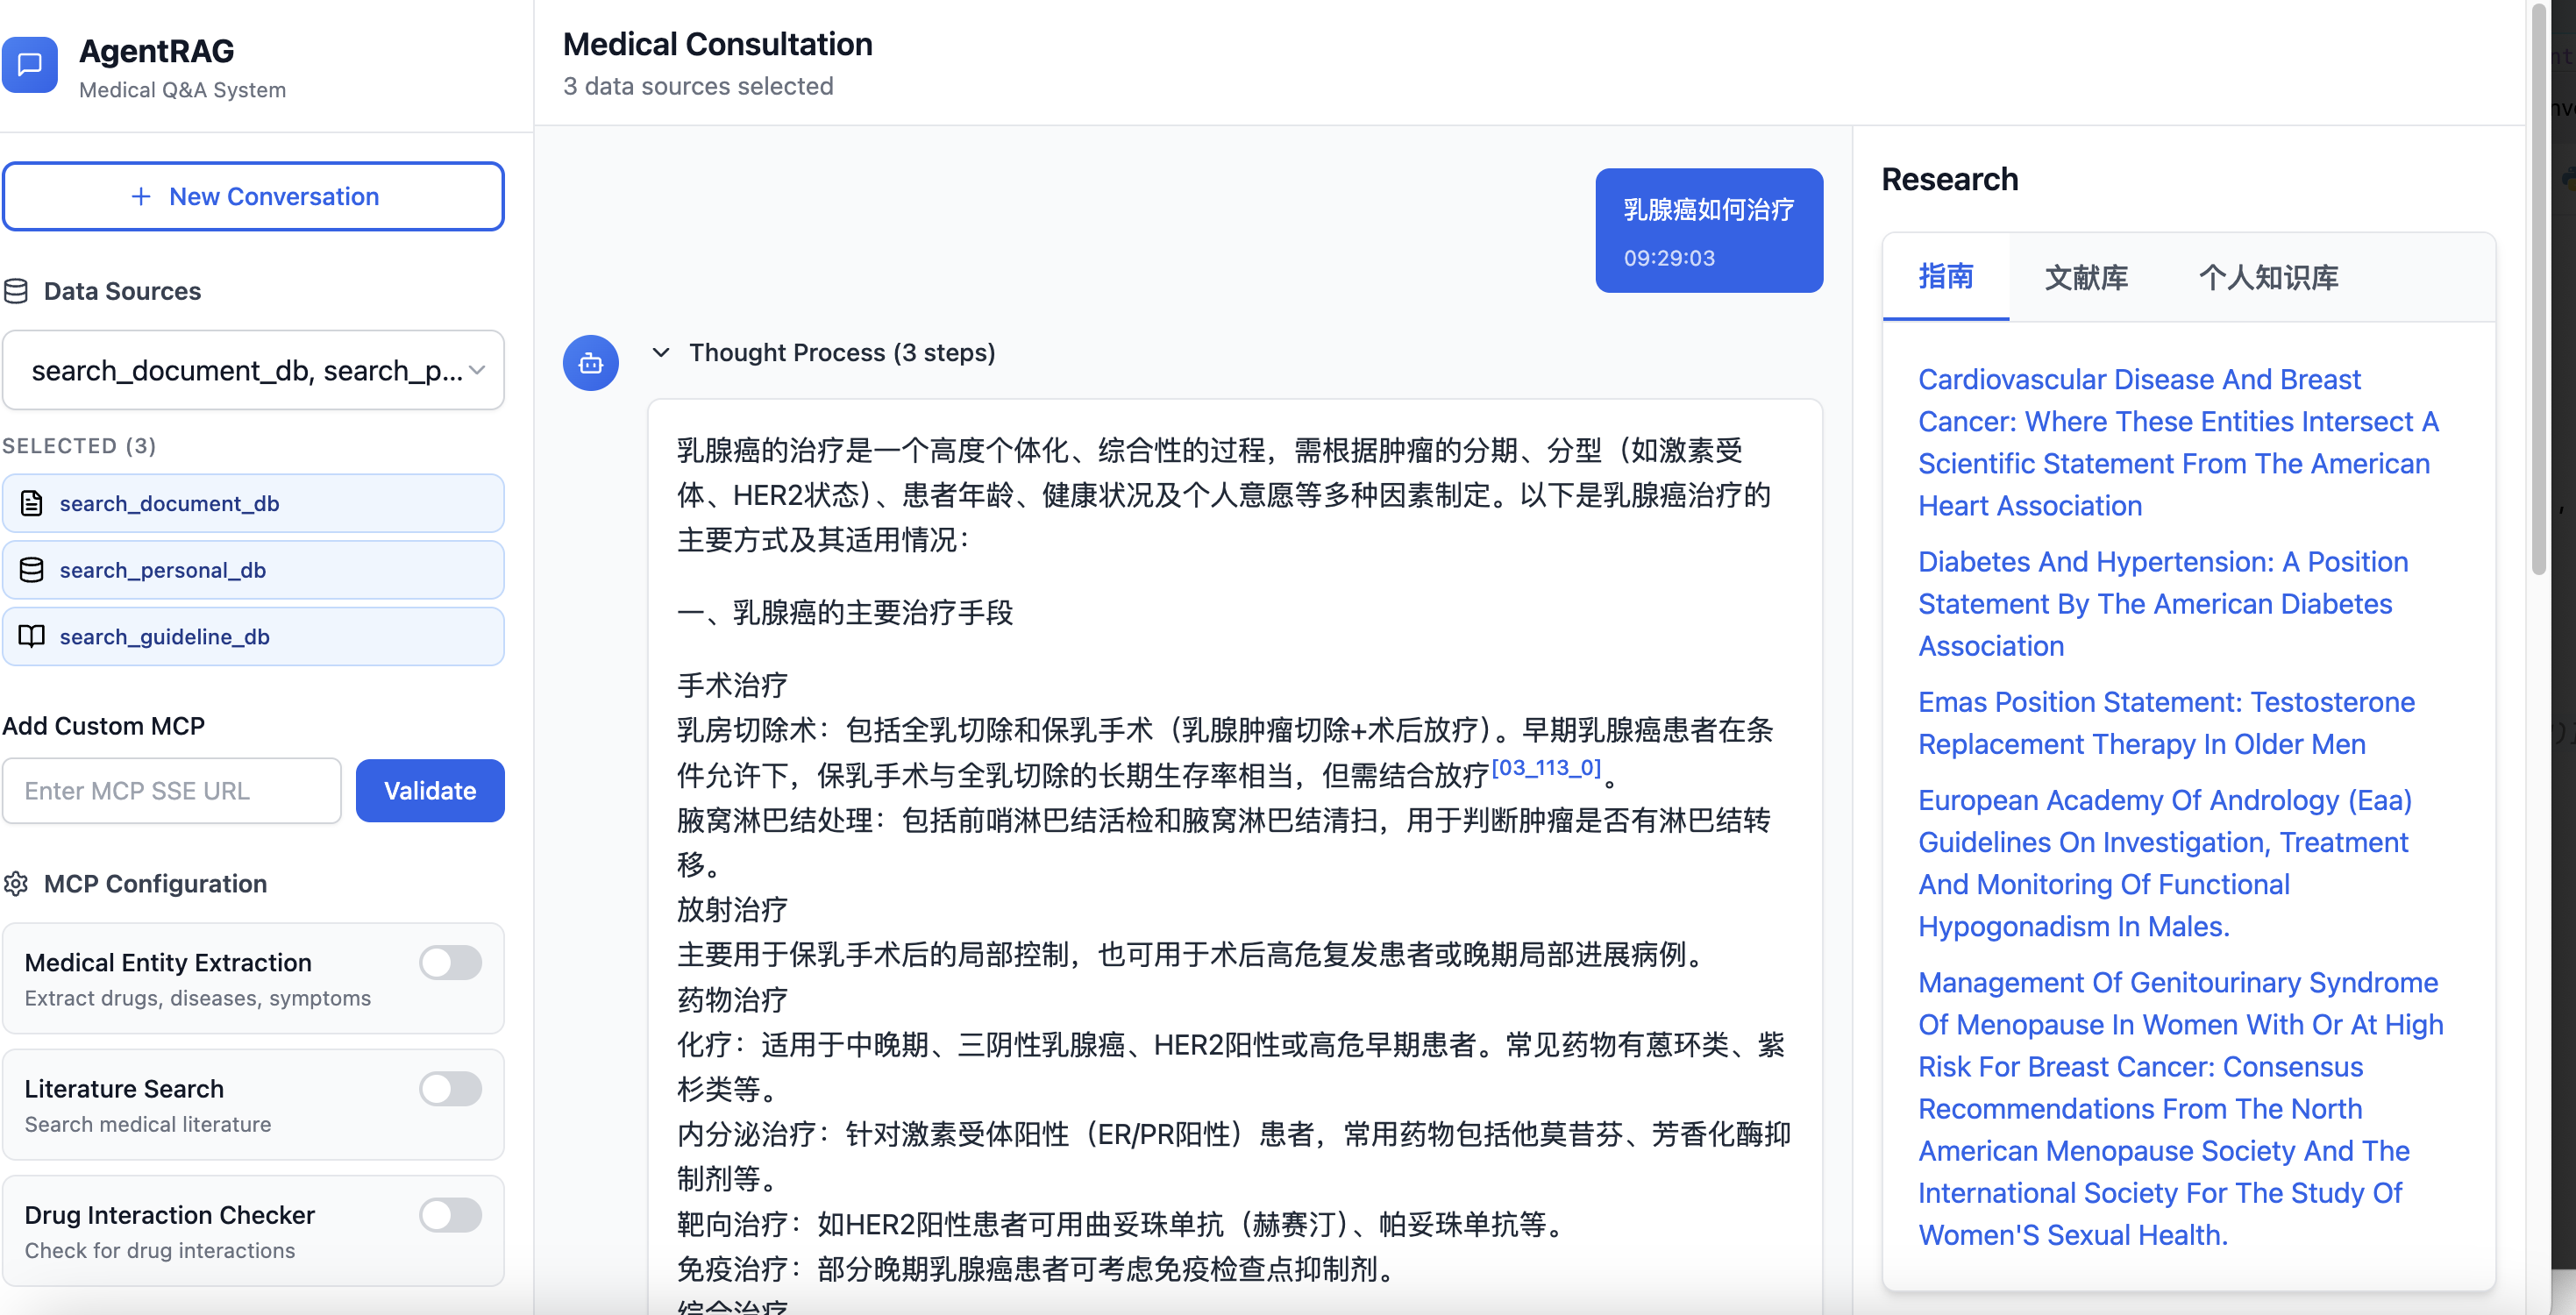 AgentRAG
Medical Q&A System
New Conversation
Data Sources
search_document_db, search_p...
SELECTED (3)
search_document_db
search_personal_db
search_guideline_db
Add Custom MCP
Enter MCP SSE URL
Validate
MCP Configuration
Medical Entity Extraction
Extract drugs, diseases, symptoms
Literature Search
Search medical literature
Drug Interaction Checker
Check for drug interactions
Medical Consultation
3 data sources selected
乳腺癌如何治疗
09:29:03
Thought Process (3 steps)
乳腺癌的治疗是一个高度个体化、综合性的过程，需根据肿瘤的分期、分型（如激素受
体、HER2状态）、患者年龄、健康状况及个人意愿等多种因素制定。以下是乳腺癌治疗的
主要方式及其适用情况：
一、乳腺癌的主要治疗手段
手术治疗
乳房切除术：包括全乳切除和保乳手术（乳腺肿瘤切除+术后放疗）。早期乳腺癌患者在条
件允许下，保乳手术与全乳切除的长期生存率相当，但需结合放疗[03_113_0]。
腋窝淋巴结处理：包括前哨淋巴结活检和腋窝淋巴结清扫，用于判断肿瘤是否有淋巴结转
移。
放射治疗
主要用于保乳手术后的局部控制，也可用于术后高危复发患者或晚期局部进展病例。
药物治疗
化疗：适用于中晚期、三阴性乳腺癌、HER2阳性或高危早期患者。常见药物有蒽环类、紫
杉类等。
内分泌治疗：针对激素受体阳性（ER/PR阳性）患者，常用药物包括他莫昔芬、芳香化酶抑
制剂等。
靶向治疗：如HER2阳性患者可用曲妥珠单抗（赫赛汀）、帕妥珠单抗等。
免疫治疗：部分晚期乳腺癌患者可考虑免疫检查点抑制剂。
综合治疗
Research
指南
文献库
个人知识库
Cardiovascular Disease And Breast
Cancer: Where These Entities Intersect A
Scientific Statement From The American
Heart Association
Diabetes And Hypertension: A Position
Statement By The American Diabetes
Association
Emas Position Statement: Testosterone
Replacement Therapy In Older Men
European Academy Of Andrology (Eaa)
Guidelines On Investigation, Treatment
And Monitoring Of Functional
Hypogonadism In Males.
Management Of Genitourinary Syndrome
Of Menopause In Women With Or At High
Risk For Breast Cancer: Consensus
Recommendations From The North
American Menopause Society And The
International Society For The Study Of
Women'S Sexual Health.